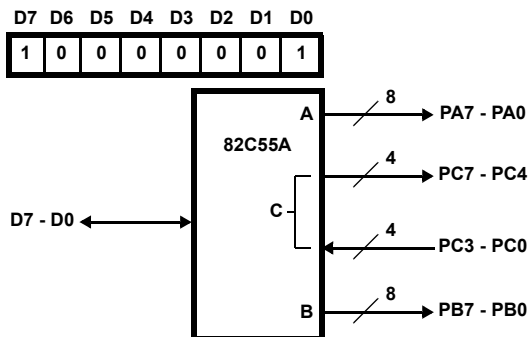 D7 D6 D5 D4 D3 D2 D1 D0
1 0 0 0 0 0 0 1
A 8 PA7 - PA0
82C55A
4 PC7 - PC4
C
D7 - D0
4 PC3 - PC0
B 8 PB7 - PB0